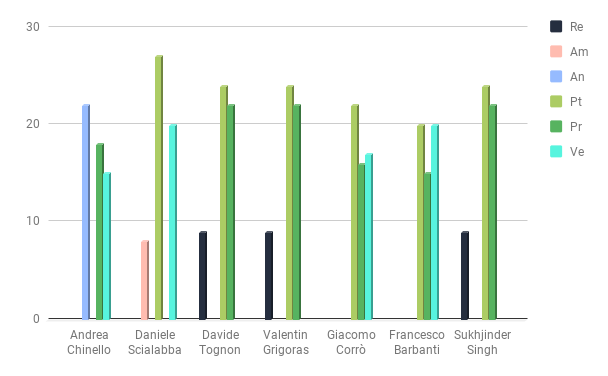 30
20
10
0
Andrea
Chinello
Daniele
Scialabba
Davide
Tognon
Valentin
Grigoras
Giacomo
Corrò
Francesco
Barbanti
Sukhjinder
Singh
Re
Am
An
Pt
Pr
Ve